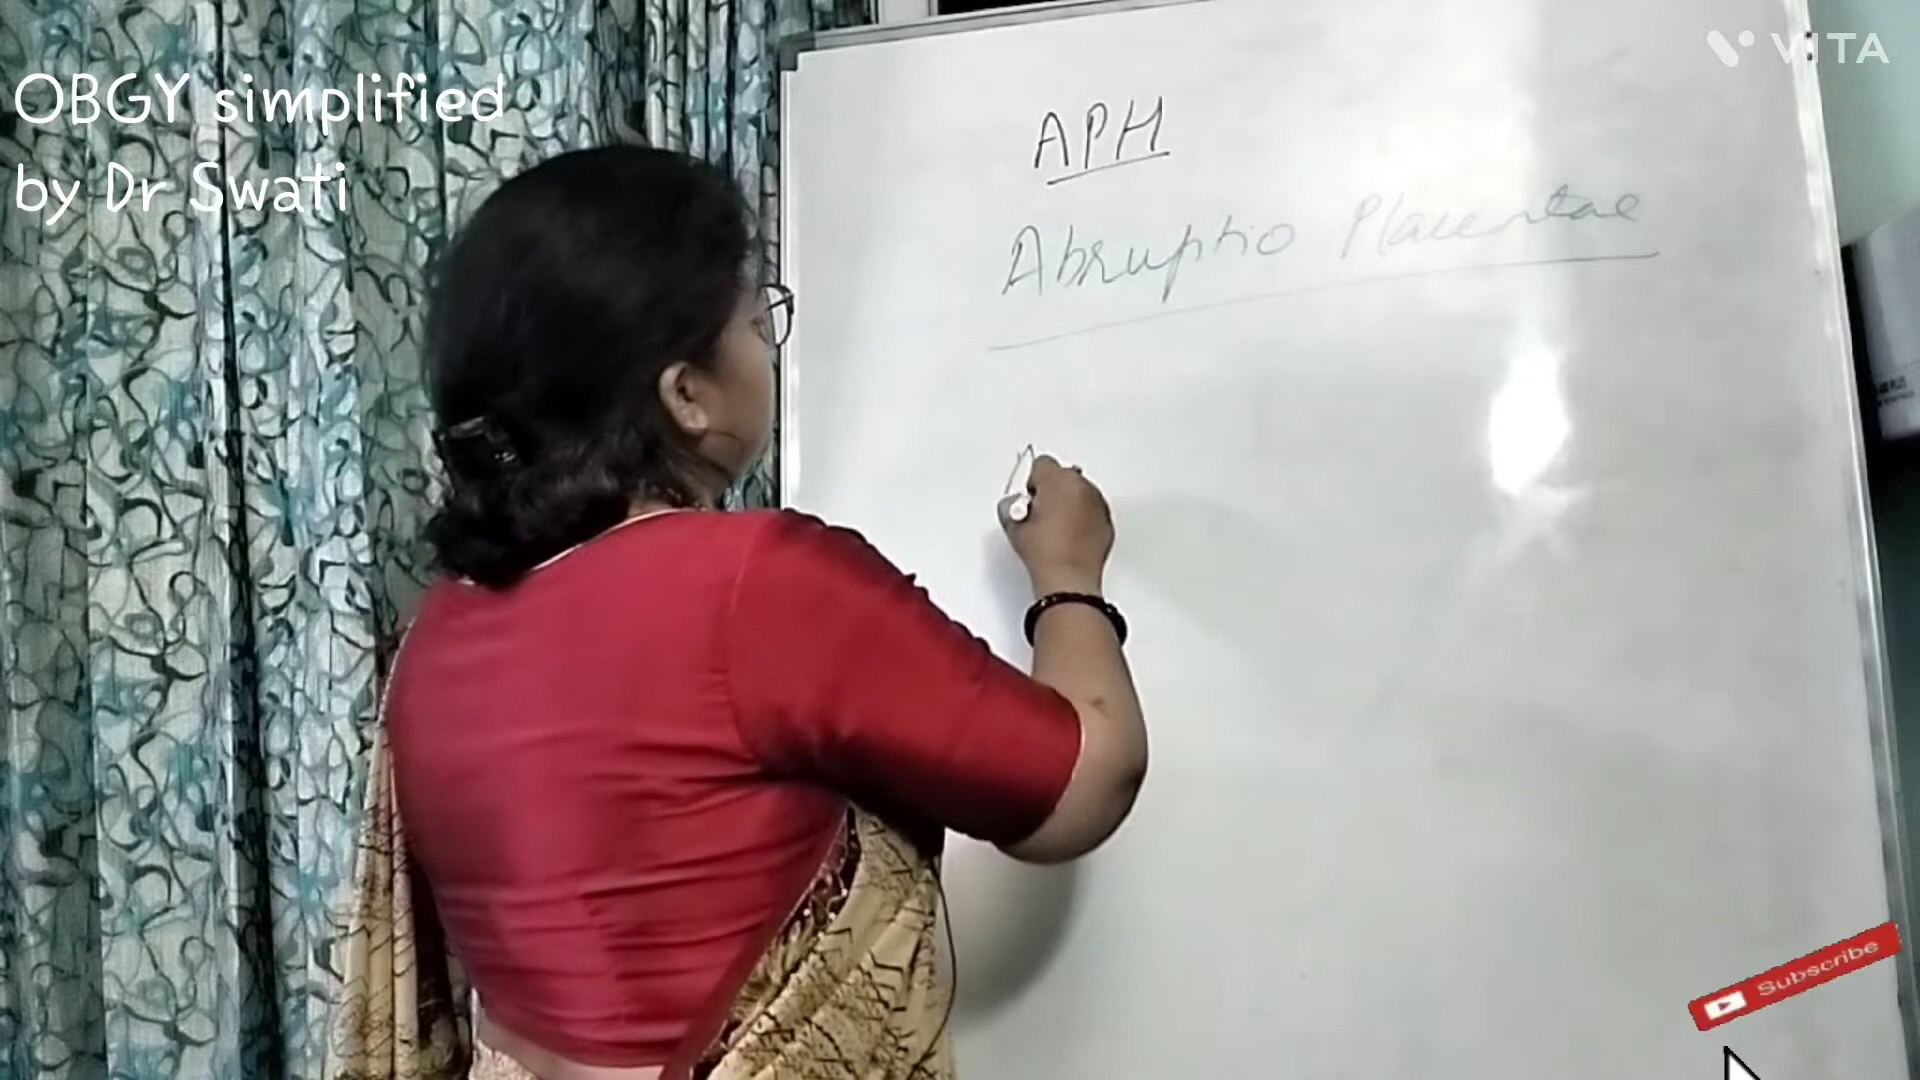 OBGY simplified
by Dr Swati
VITA
APH
Abruptio Placentae
Subscribe